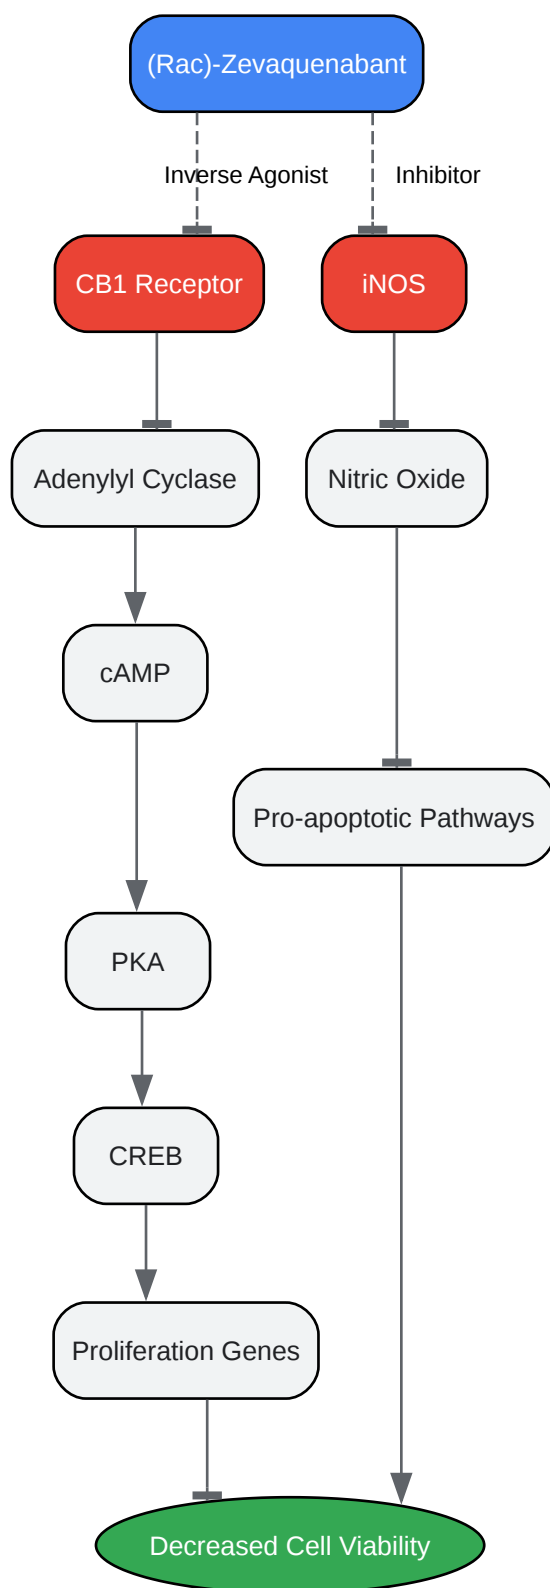 (Rac)-Zevaquenabant
Inverse Agonist
Inhibitor
CB1 Receptor
iNOS
Adenylyl Cyclase
Nitric Oxide
cAMP
Pro-apoptotic Pathways
PKA
CREB
Proliferation Genes
Decreased Cell Viability